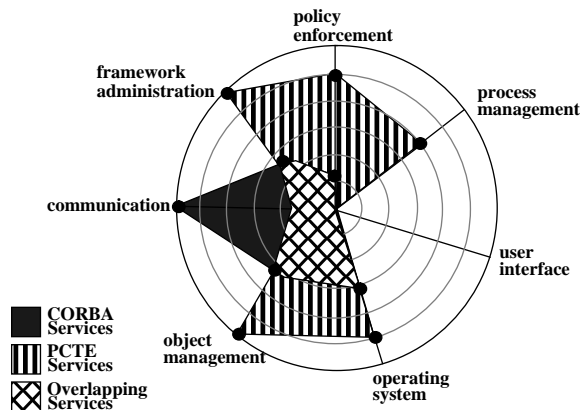 policy
enforcement
framework
administration
process
management
communication
user
interface
CORBA
Services
PCTE
Services
Overlapping
Services
object
management
operating
system